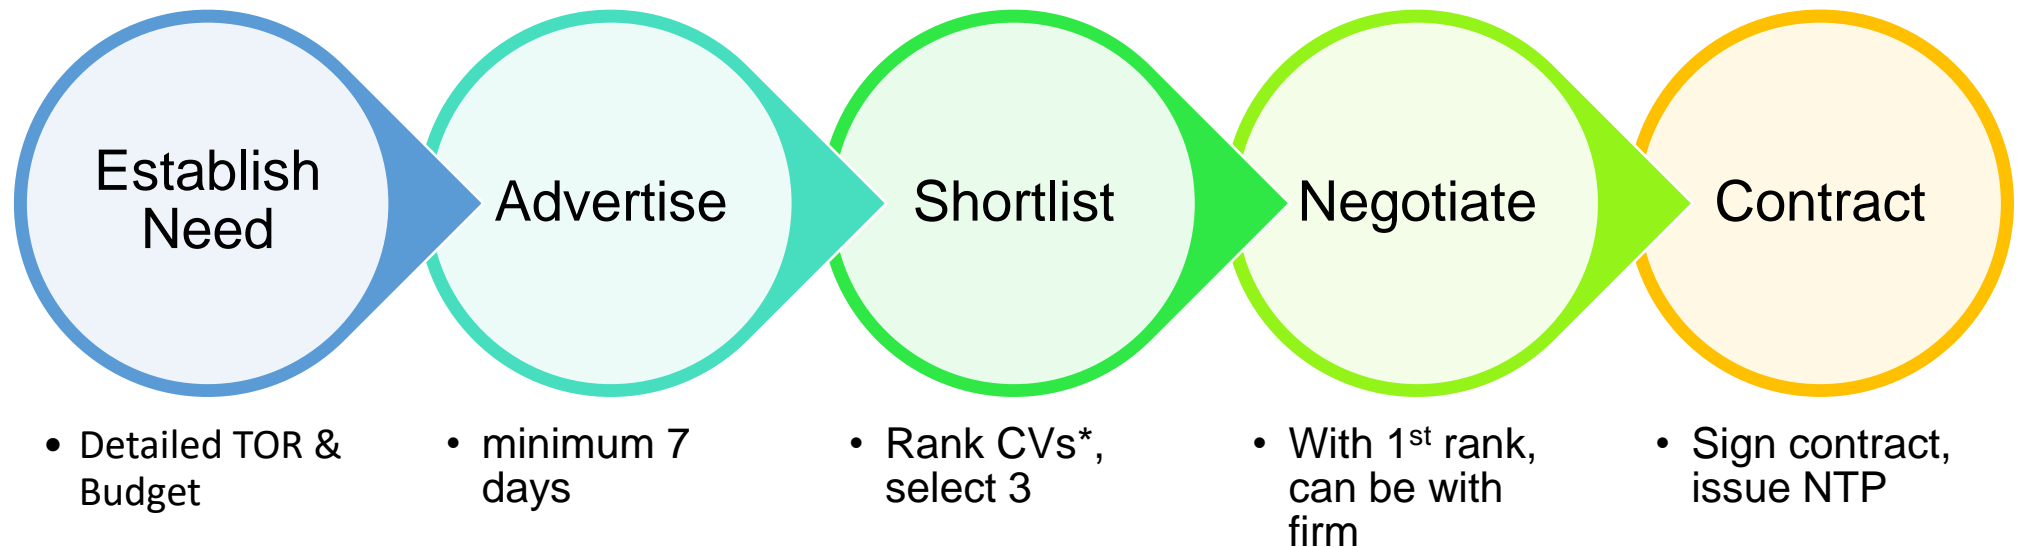 Establish
Need
Advertise
Shortlist
Negotiate
Contract
• Detailed TOR &
Budget
• minimum 7
days
• Rank CVs*,
select 3
• With 1st rank,
can be with
firm
• Sign contract,
issue NTP